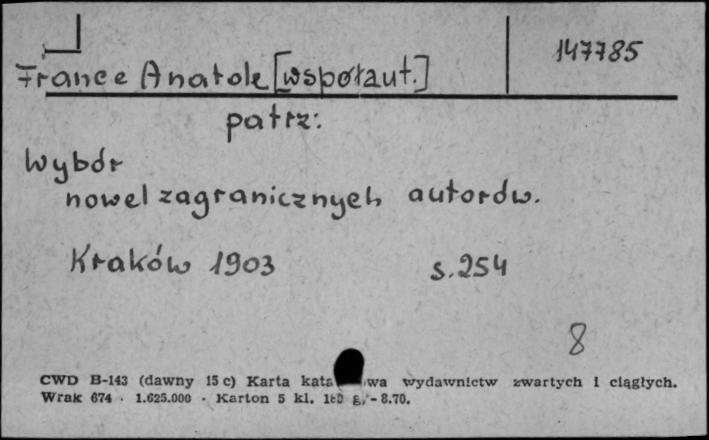 147785
France Anatole [współaut.]
patrz:
Wybór
nowel zagranicznych autorów.
Kraków 1903 s.254
8
CWD B-143 (dawny 15 c) Karta kata wa wydawnictw zwartych i ciągłych.
Wrak 674 · 1.625.000 · Karton 5 kl. g/-8.70.